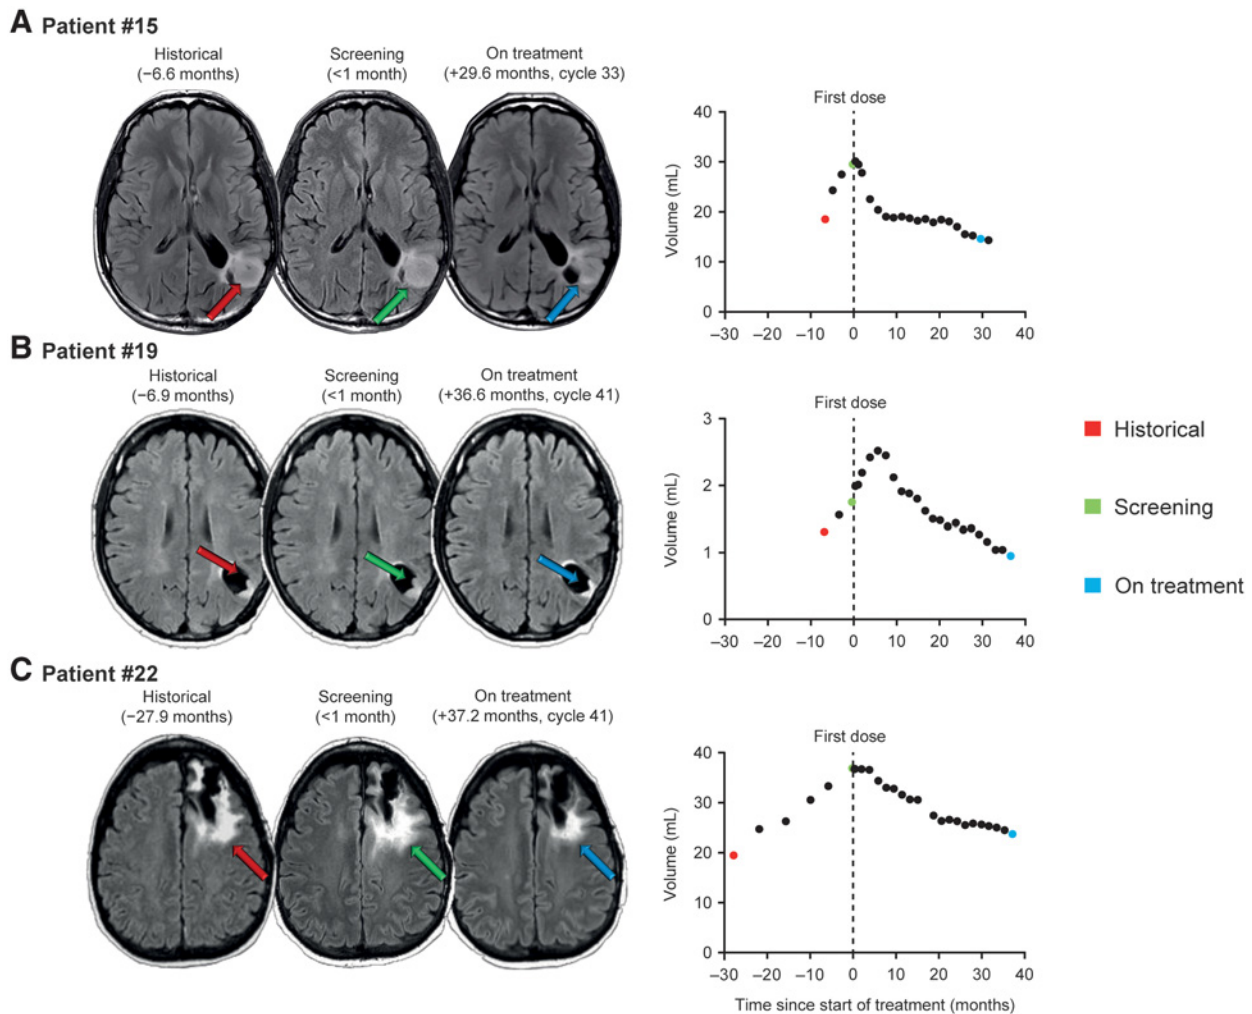 A Patient #15
Historical
(−6.6 months)
Screening
(<1 month)
On treatment
(+29.6 months, cycle 33)
First dose
Volume (mL)
40
30
20
10
0
−30 −20 −10 0 10 20 30 40
B Patient #19
Historical
(−6.9 months)
Screening
(<1 month)
On treatment
(+36.6 months, cycle 41)
First dose
Volume (mL)
3
2
1
0
−30 −20 −10 0 10 20 30 40
Historical
Screening
On treatment
C Patient #22
Historical
(−27.9 months)
Screening
(<1 month)
On treatment
(+37.2 months, cycle 41)
First dose
Volume (mL)
40
30
20
10
0
−30 −20 −10 0 10 20 30 40
Time since start of treatment (months)